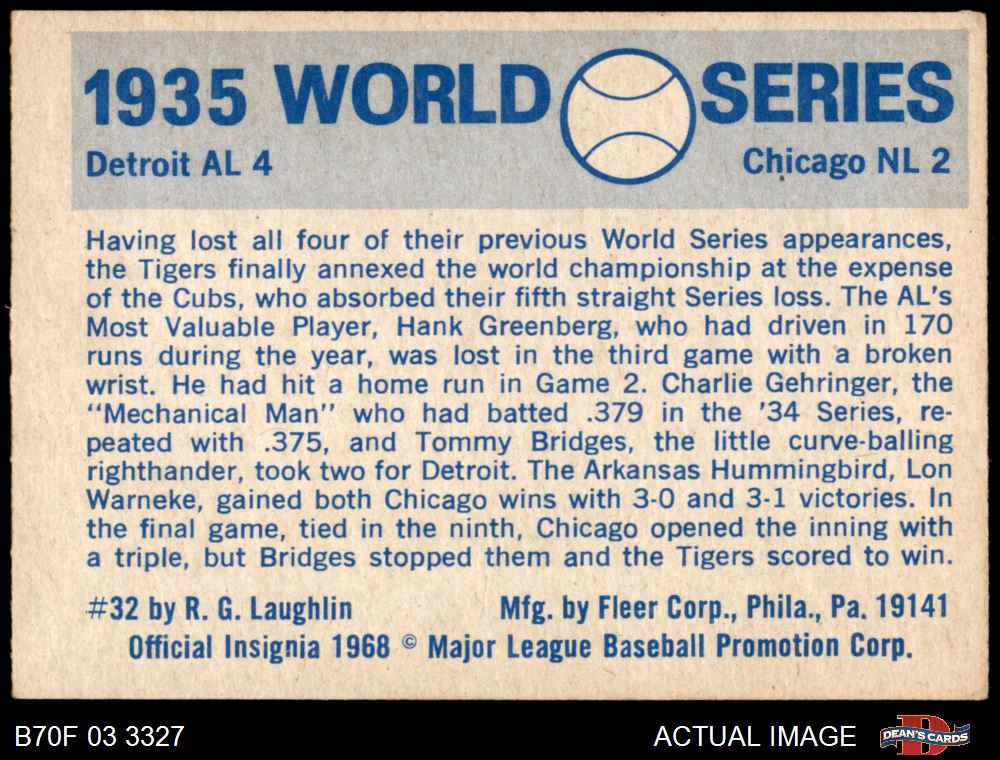 1935 WORLD SERIES
Detroit AL 4
Chicago NL 2
Having lost all four of their previous World Series appearances,
the Tigers finally annexed the world championship at the expense
of the Cubs, who absorbed their fifth straight Series loss. The AL's
Most Valuable Player, Hank Greenberg, who had driven in 170
runs during the year, was lost in the third game with a broken
wrist. He had hit a home run in Game 2. Charlie Gehringer, the
“Mechanical Man” who had batted .379 in the '34 Series, re-
peated with .375, and Tommy Bridges, the little curve-balling
righthander, took two for Detroit. The Arkansas Hummingbird, Lon
Warneke, gained both Chicago wins with 3-0 and 3-1 victories. In
the final game, tied in the ninth, Chicago opened the inning with
a triple, but Bridges stopped them and the Tigers scored to win.
#32 by R. G. Laughlin
Mfg. by Fleer Corp., Phila., Pa. 19141
Official Insignia 1968 © Major League Baseball Promotion Corp.
B70F 03 3327
ACTUAL IMAGE
D
DEAN'S CARDS